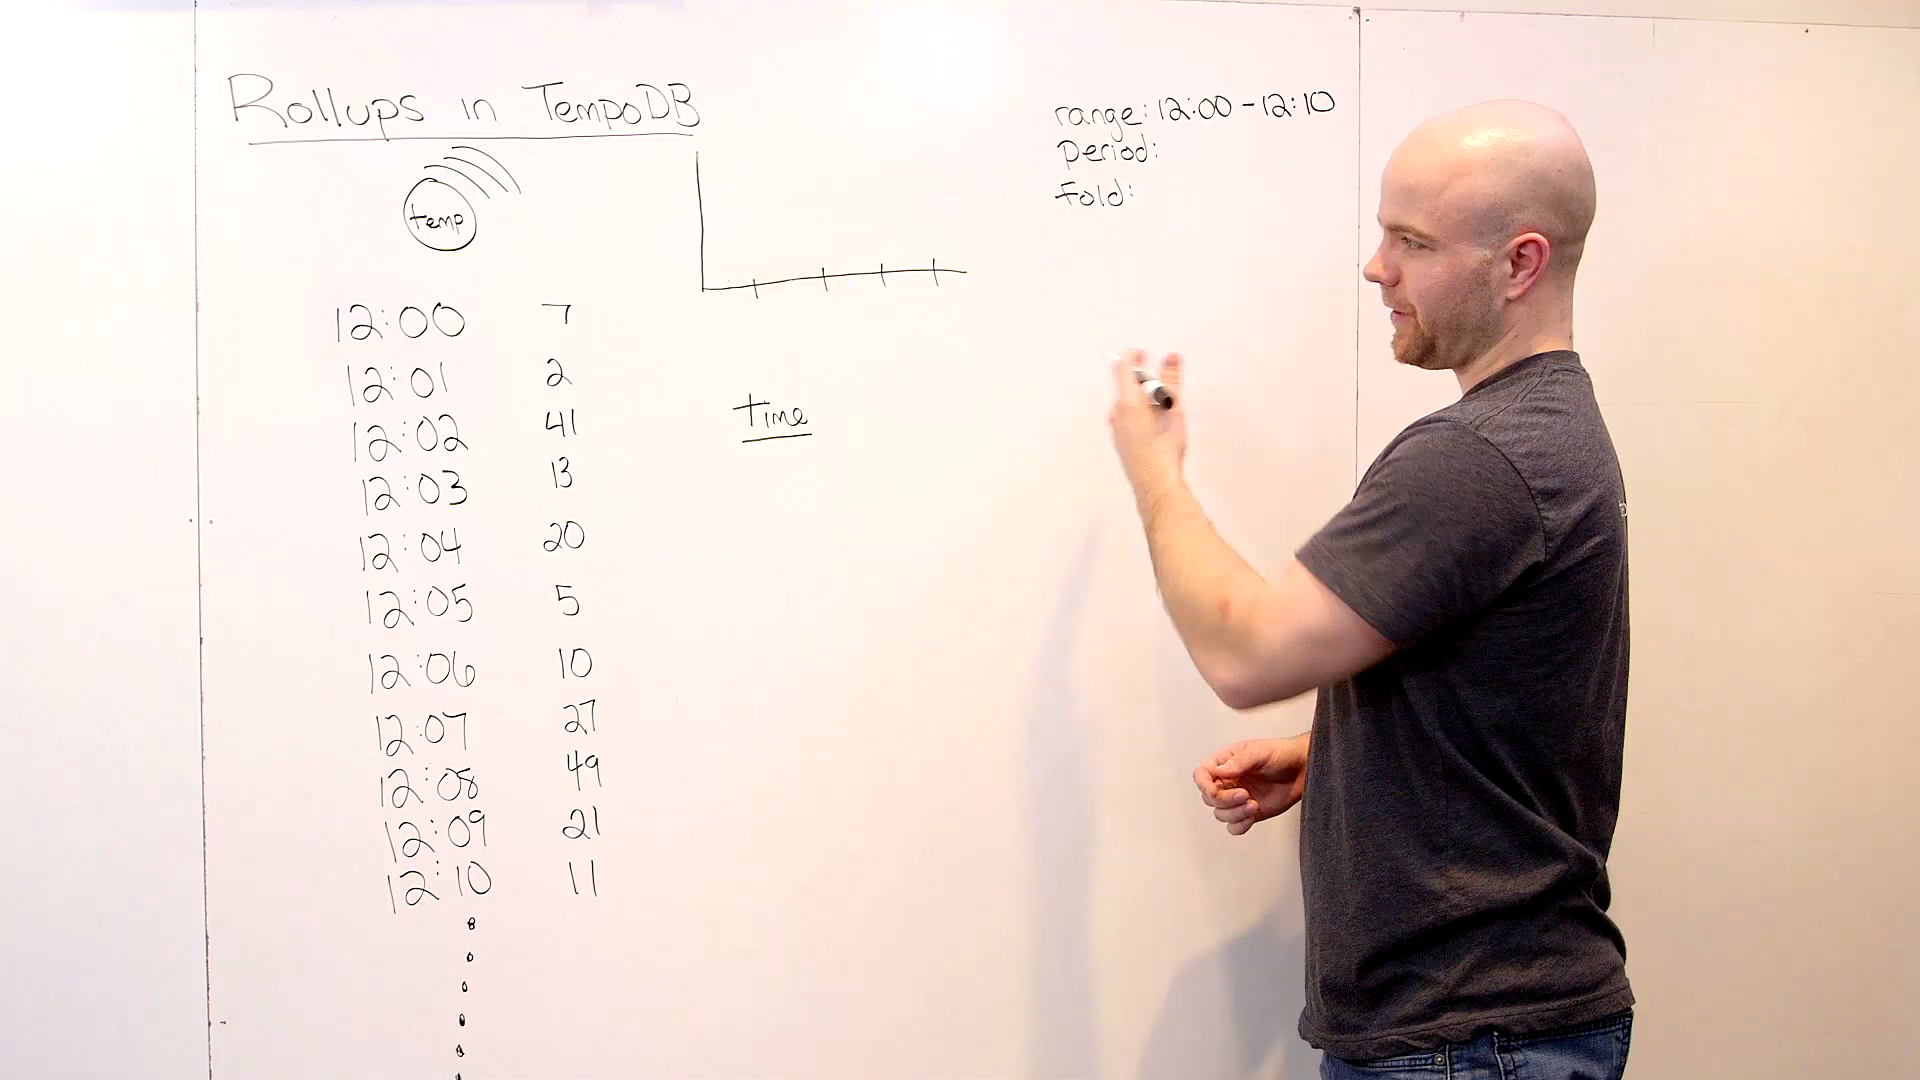 Rollups in TempoDB
temp
range: 12:00 - 12:10
Period:
fold:
12:00 7
12:01 2
12:02 41
12:03 13
12:04 20
12:05 5
12:06 10
12:07 27
12:08 49
12:09 21
12:10 11
time